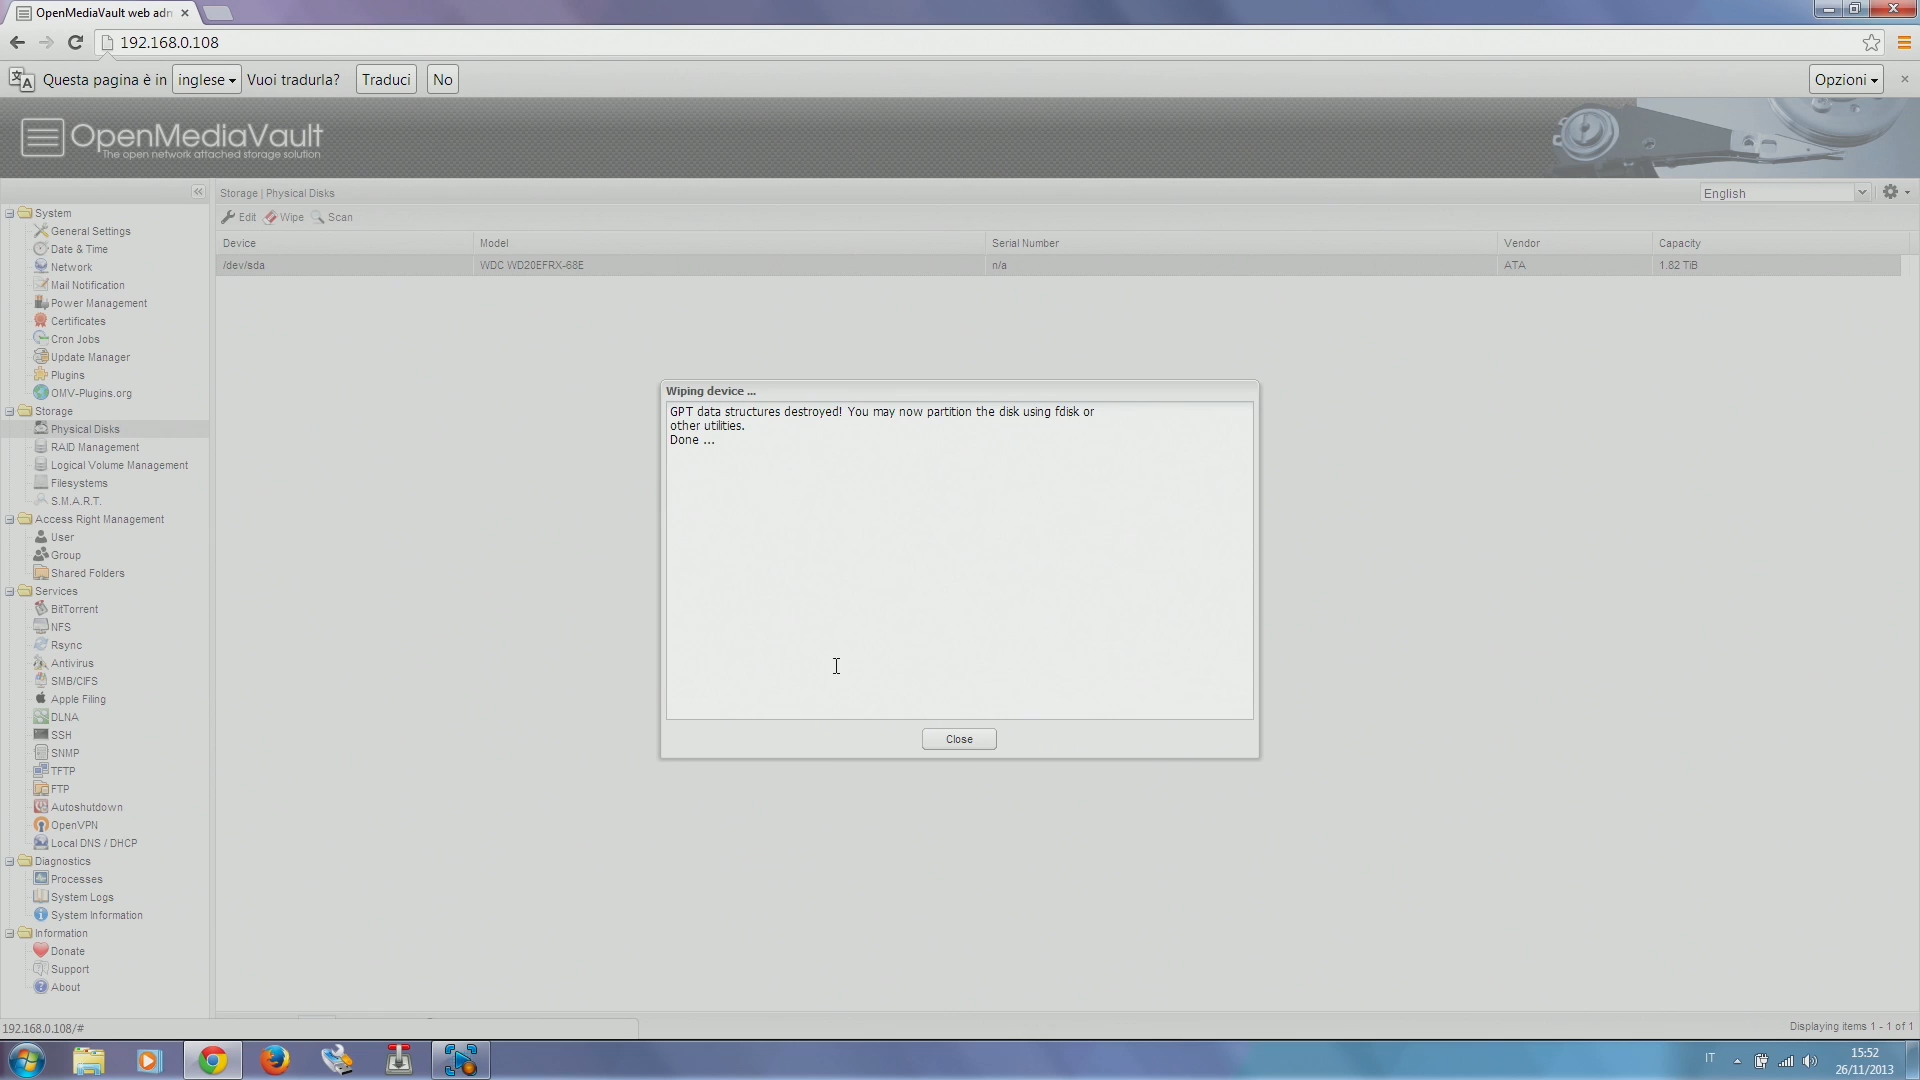 OpenMediaVault web adm
192.168.0.108
Questa pagina è in inglese Vuoi tradurla? Traduci No Opzioni
OpenMediaVault
The open network attached storage solution
Storage | Physical Disks English
Edit Wipe Scan
Device Model Serial Number Vendor Capacity
/dev/sda WDC WD20EFRX-68E n/a ATA 1.82 TiB
System
General Settings
Date & Time
Network
Mail Notification
Power Management
Certificates
Cron Jobs
Update Manager
Plugins
OMV-Plugins.org
Storage
Physical Disks
RAID Management
Logical Volume Management
Filesystems
S.M.A.R.T.
Access Right Management
User
Group
Shared Folders
Services
BitTorrent
NFS
Rsync
Antivirus
SMB/CIFS
Apple Filing
DLNA
SSH
SNMP
TFTP
FTP
Autoshutdown
OpenVPN
Local DNS / DHCP
Diagnostics
Processes
System Logs
System Information
Information
Donate
Support
About
Wiping device ...
GPT data structures destroyed! You may now partition the disk using fdisk or
other utilities.
Done ...
Close
192.168.0.108/#
Displaying items 1 - 1 of 1
IT
15:52
26/11/2013